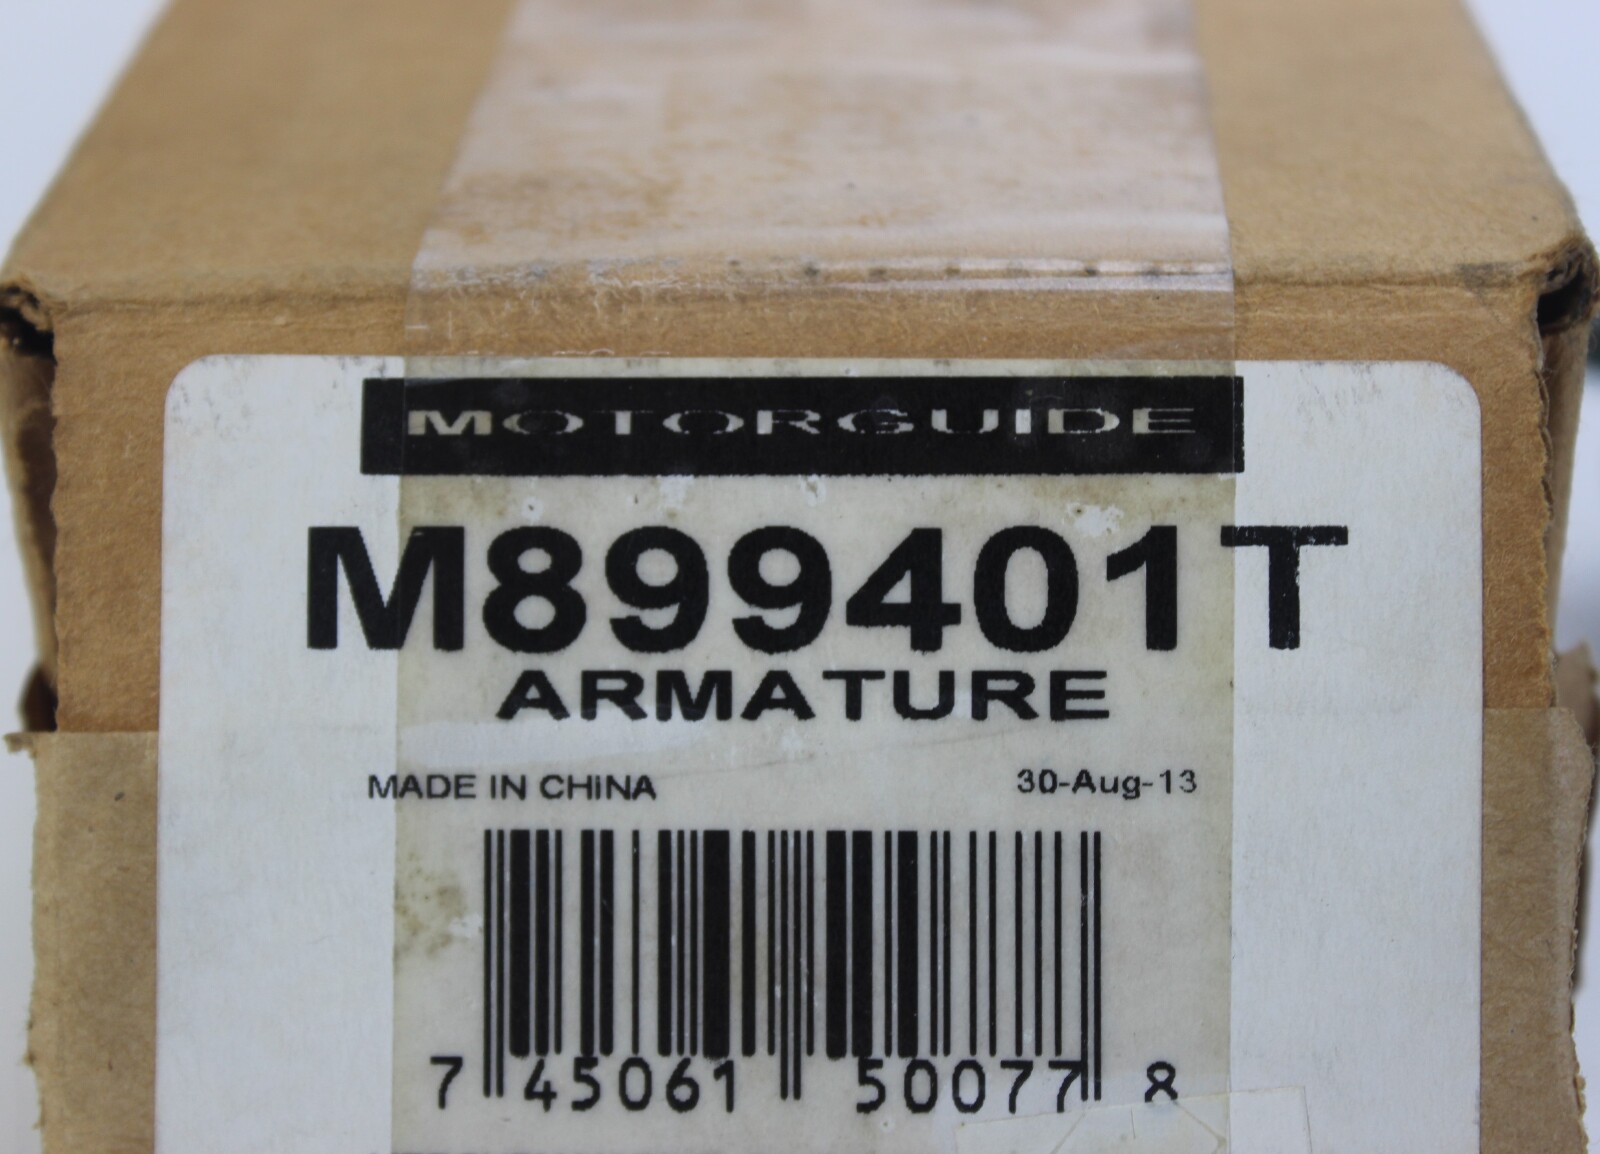 MOTORGUIDE
M899401T
ARMATURE
MADE IN CHINA 30-Aug-13
7 45061 50077 8